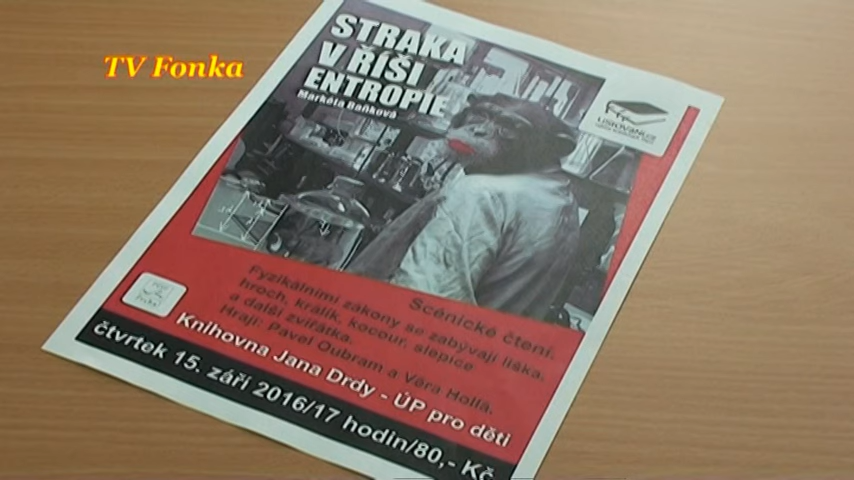 TV Fonka
STRAKA
V ŘÍŠI
ENTROPIE
Markéta Baňková
LiStOVáNí.cz
Scénické čtení.
Fyzikálními zákony se zabývají liška,
hroch, králík, kocour, slepice
a další zvířátka.
Hrají: Pavel Oubram a Věra Hollá.
Knihovna Jana Drdy - ÚP pro děti
čtvrtek 15. září 2016/17 hodin/80,- Kč